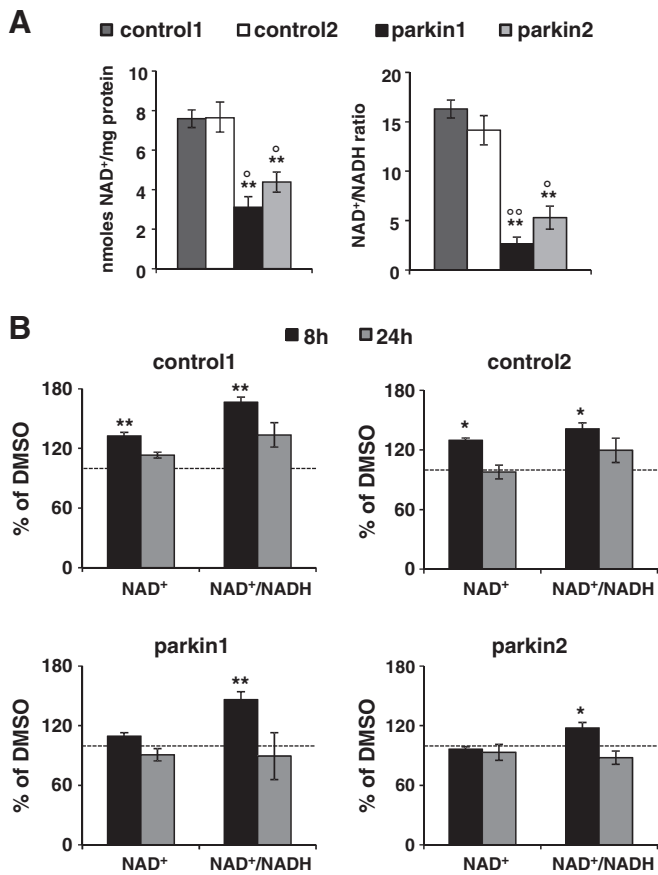 A
control1 control2 parkin1 parkin2
nmoles NAD⁺/mg protein
10
8
6
4
2
0
°
**
°
**
NAD⁺/NADH ratio
20
15
10
5
0
°°
**
°
**
B
8h 24h
control1
% of DMSO
180
120
60
0
**
**
NAD⁺ NAD⁺/NADH
control2
% of DMSO
180
120
60
0
*
*
NAD⁺ NAD⁺/NADH
parkin1
% of DMSO
180
120
60
0
**
NAD⁺ NAD⁺/NADH
parkin2
% of DMSO
180
120
60
0
*
NAD⁺ NAD⁺/NADH